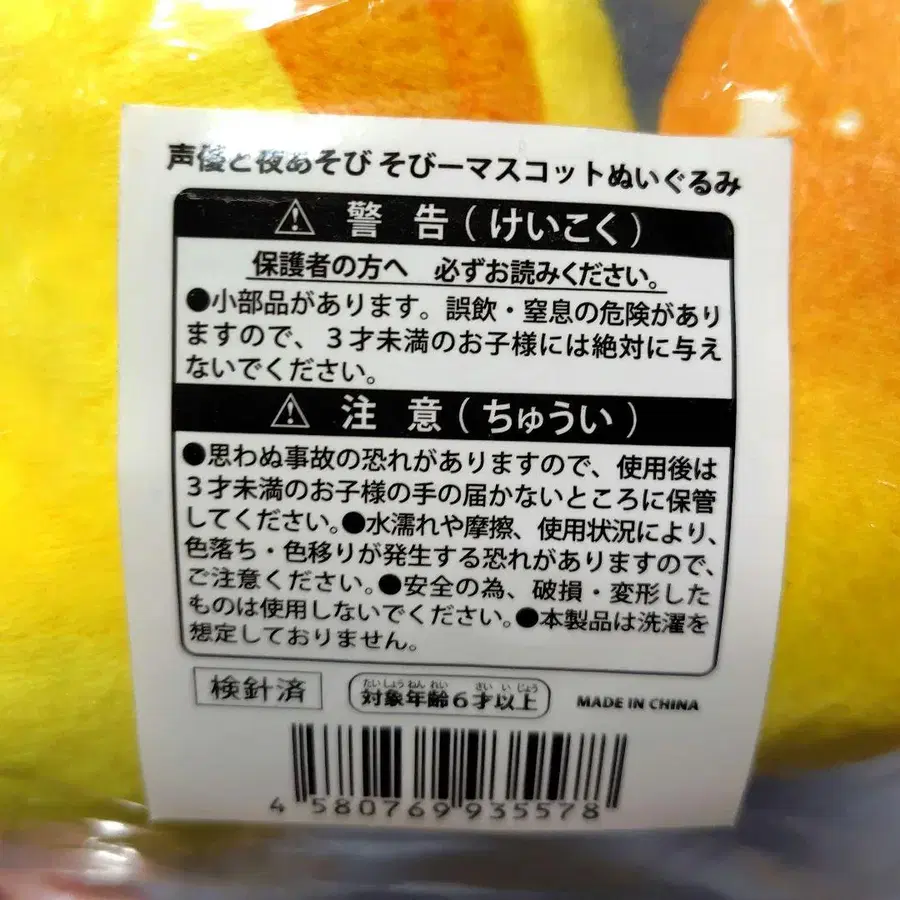 声優と夜あそび そびーマスコットぬいぐるみ
警 告(けいこく)
保護者の方へ 必ずお読みください。
●小部品があります。誤飲・窒息の危険があり
ますので、3才未満のお子様には絶対に与え
ないでください。
注 意(ちゅうい)
●思わぬ事故の恐れがありますので、使用後は
3才未満のお子様の手の届かないところに保管
してください。●水濡れや摩擦、使用状況により、
色落ち・色移りが発生する恐れがありますので、
ご注意ください。●安全の為、破損・変形した
ものは使用しないでください。●本製品は洗濯を
想定しておりません。
検針済
たいしょうねんれい さいいじょう
対象年齢6才以上
MADE IN CHINA
4 580769 935578